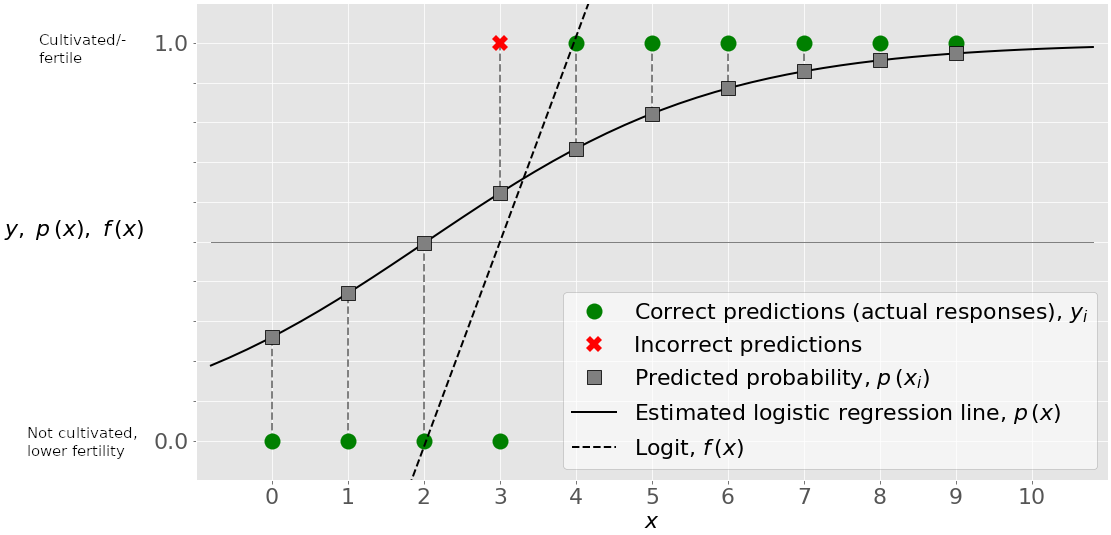 Cultivated/-
fertile
1.0
y, p(x), f(x)
Not cultivated,
lower fertility
0.0
Correct predictions (actual responses), yᵢ
Incorrect predictions
Predicted probability, p(xᵢ)
Estimated logistic regression line, p(x)
Logit, f(x)
0 1 2 3 4 5 6 7 8 9 10
x